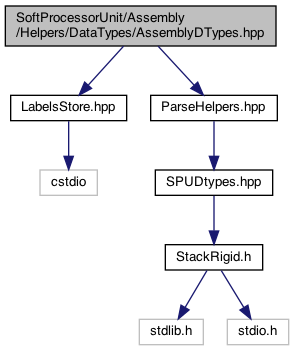 SoftProcessorUnit/Assembly
/Helpers/DataTypes/AssemblyDTypes.hpp
LabelsStore.hpp
ParseHelpers.hpp
cstdio
SPUDtypes.hpp
StackRigid.h
stdlib.h
stdio.h